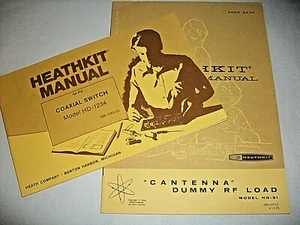 HEATHKIT
MANUAL
for the
COAXIAL SWITCH
Model HD-1234
HEATH COMPANY · BENTON HARBOR, MICHIGAN
HKIT
MANUAL
HEATHKIT
"CANTENNA"
DUMMY RF LOAD
MODEL HN-31